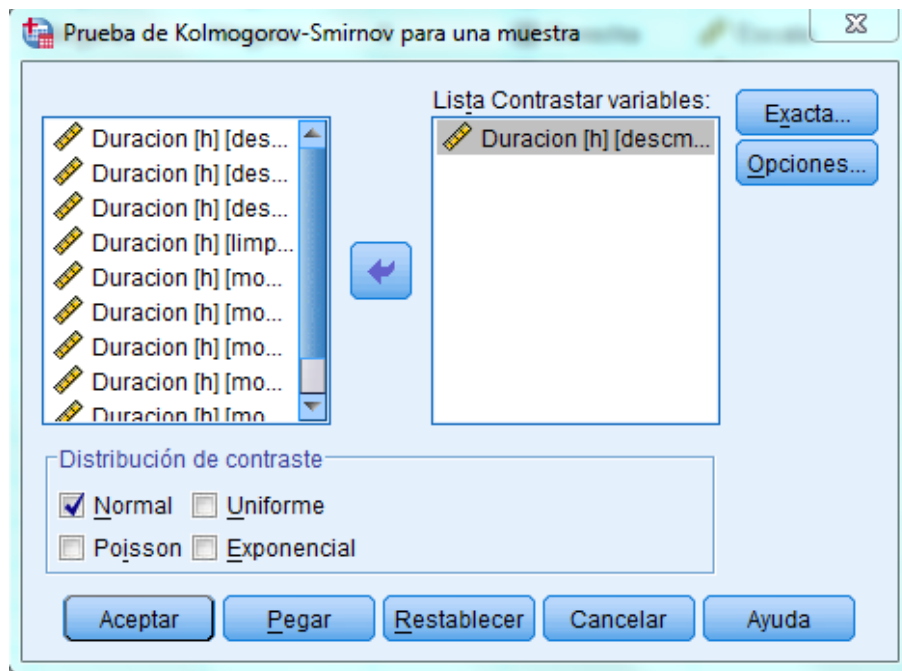 Prueba de Kolmogorov-Smirnov para una muestra
Lista Contrastar variables:
Duracion [h] [des...
Duracion [h] [des...
Duracion [h] [des...
Duracion [h] [limp...
Duracion [h] [mo...
Duracion [h] [mo...
Duracion [h] [mo...
Duracion [h] [mo...
Duracion [h] [mo
Duracion [h] [descm...
Exacta...
Opciones...
Distribución de contraste
Normal Uniforme
Poisson Exponencial
Aceptar Pegar Restablecer Cancelar Ayuda